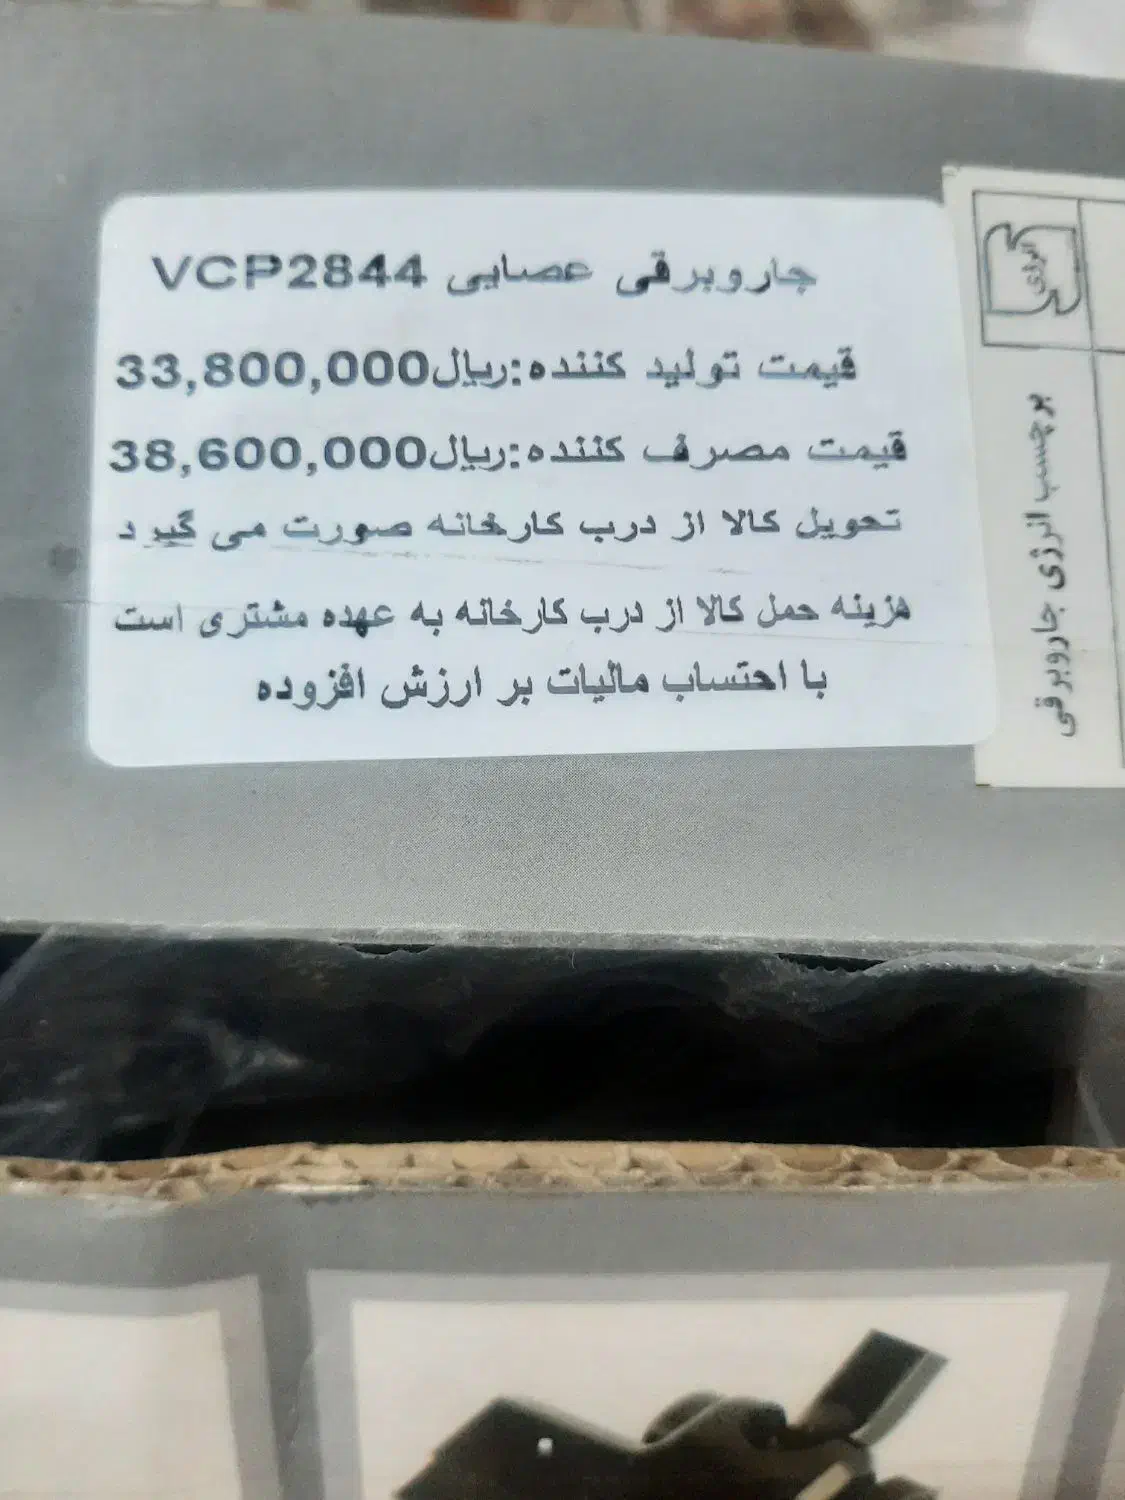 جاروبرقی عصایی VCP2844
قیمت تولید کننده:ریال33,800,000
قیمت مصرف کننده:ریال38,600,000
تحویل کالا از درب کارخانه صورت می گیرد
هزینه حمل کالا از درب کارخانه به عهده مشتری است
با احتساب مالیات بر ارزش افزوده
انرژی
برچسب انرژی جاروبرقی